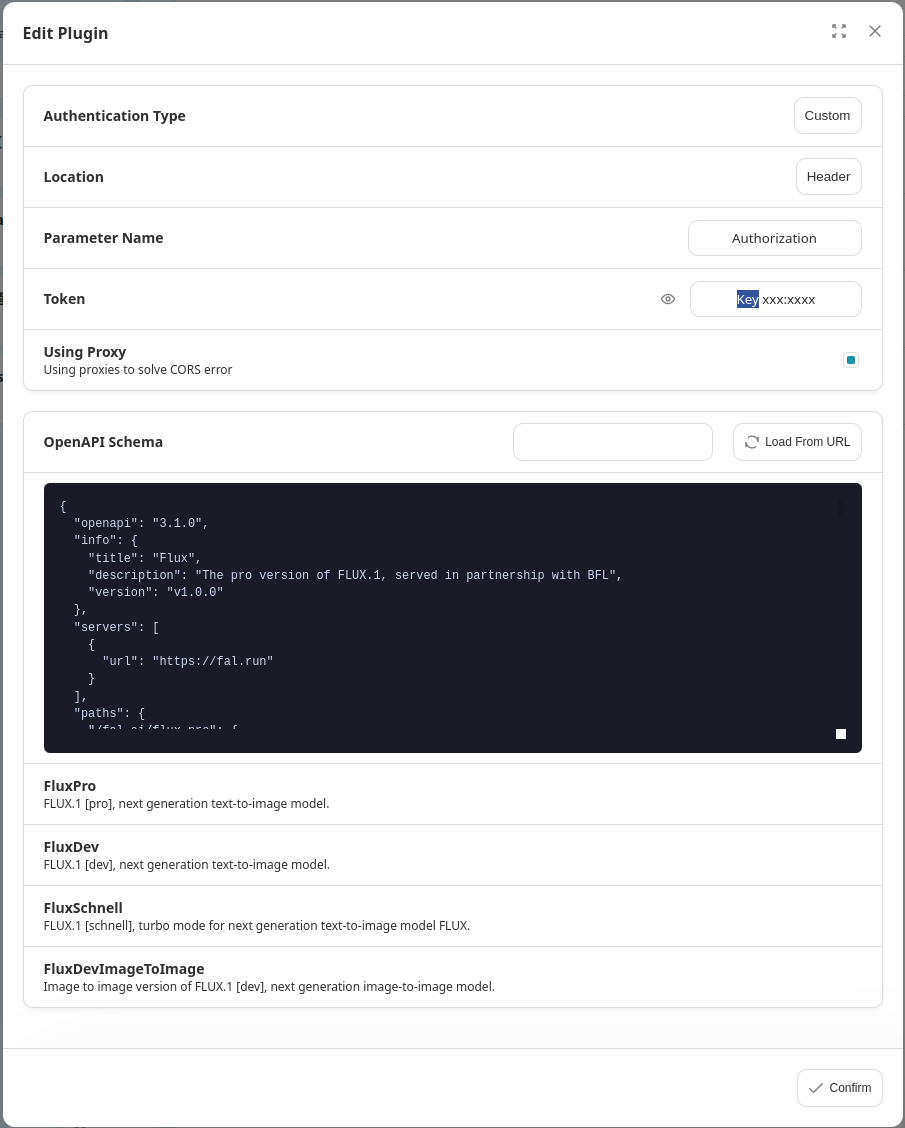 Edit Plugin
Authentication Type
Custom
Location
Header
Parameter Name
Authorization
Token
Key xxx:xxxx
Using Proxy
Using proxies to solve CORS error
OpenAPI Schema
Load From URL
{
"openapi": "3.1.0",
"info": {
"title": "Flux",
"description": "The pro version of FLUX.1, served in partnership with BFL",
"version": "v1.0.0"
},
"servers": [
{
"url": "https://fal.run"
}
],
"paths": {
"/fal-ai/flux-pro": {
FluxPro
FLUX.1 [pro], next generation text-to-image model.
FluxDev
FLUX.1 [dev], next generation text-to-image model.
FluxSchnell
FLUX.1 [schnell], turbo mode for next generation text-to-image model FLUX.
FluxDevImageToImage
Image to image version of FLUX.1 [dev], next generation image-to-image model.
Confirm